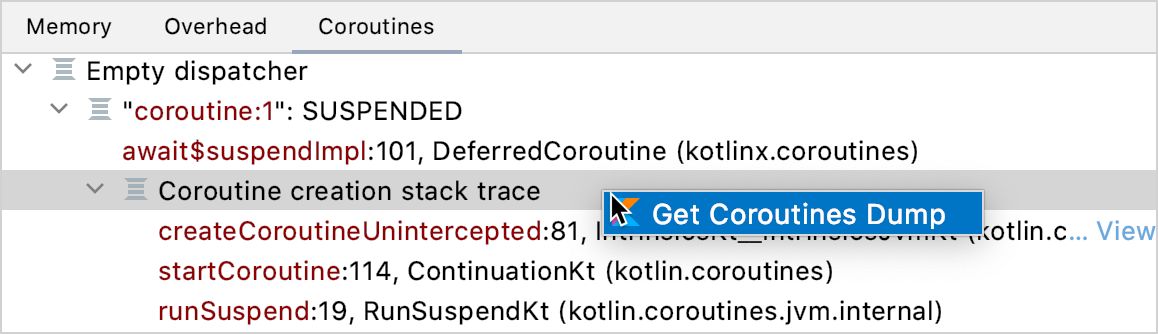 Memory Overhead Coroutines
Empty dispatcher
"coroutine:1": SUSPENDED
await$suspendImpl:101, DeferredCoroutine (kotlinx.coroutines)
Coroutine creation stack trace
Get Coroutines Dump
createCoroutineUnintercepted:81, IntrinsicsKt__IntrinsicsJvmKt (kotlin.c... View
startCoroutine:114, ContinuationKt (kotlin.coroutines)
runSuspend:19, RunSuspendKt (kotlin.coroutines.jvm.internal)